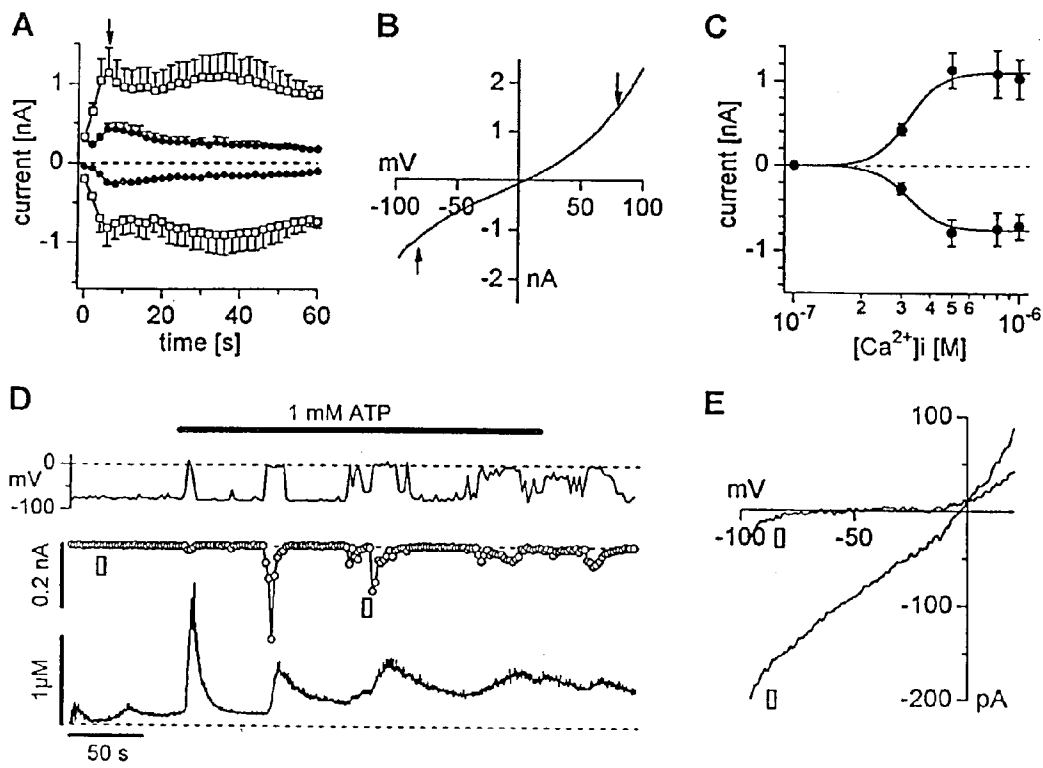 A
current [nA]
1
0
-1
0
20
40
60
time [s]
B
mV
-100
-50
50
100
2
1
-1
-2
nA
C
current [nA]
1
0
-1
10-7
2
3
4
5
6
10-6
[Ca2+]i [M]
D
1 mM ATP
mV
0
-100
0.2 nA
1µM
50 s
E
mV
-100
-50
100
-100
-200
pA